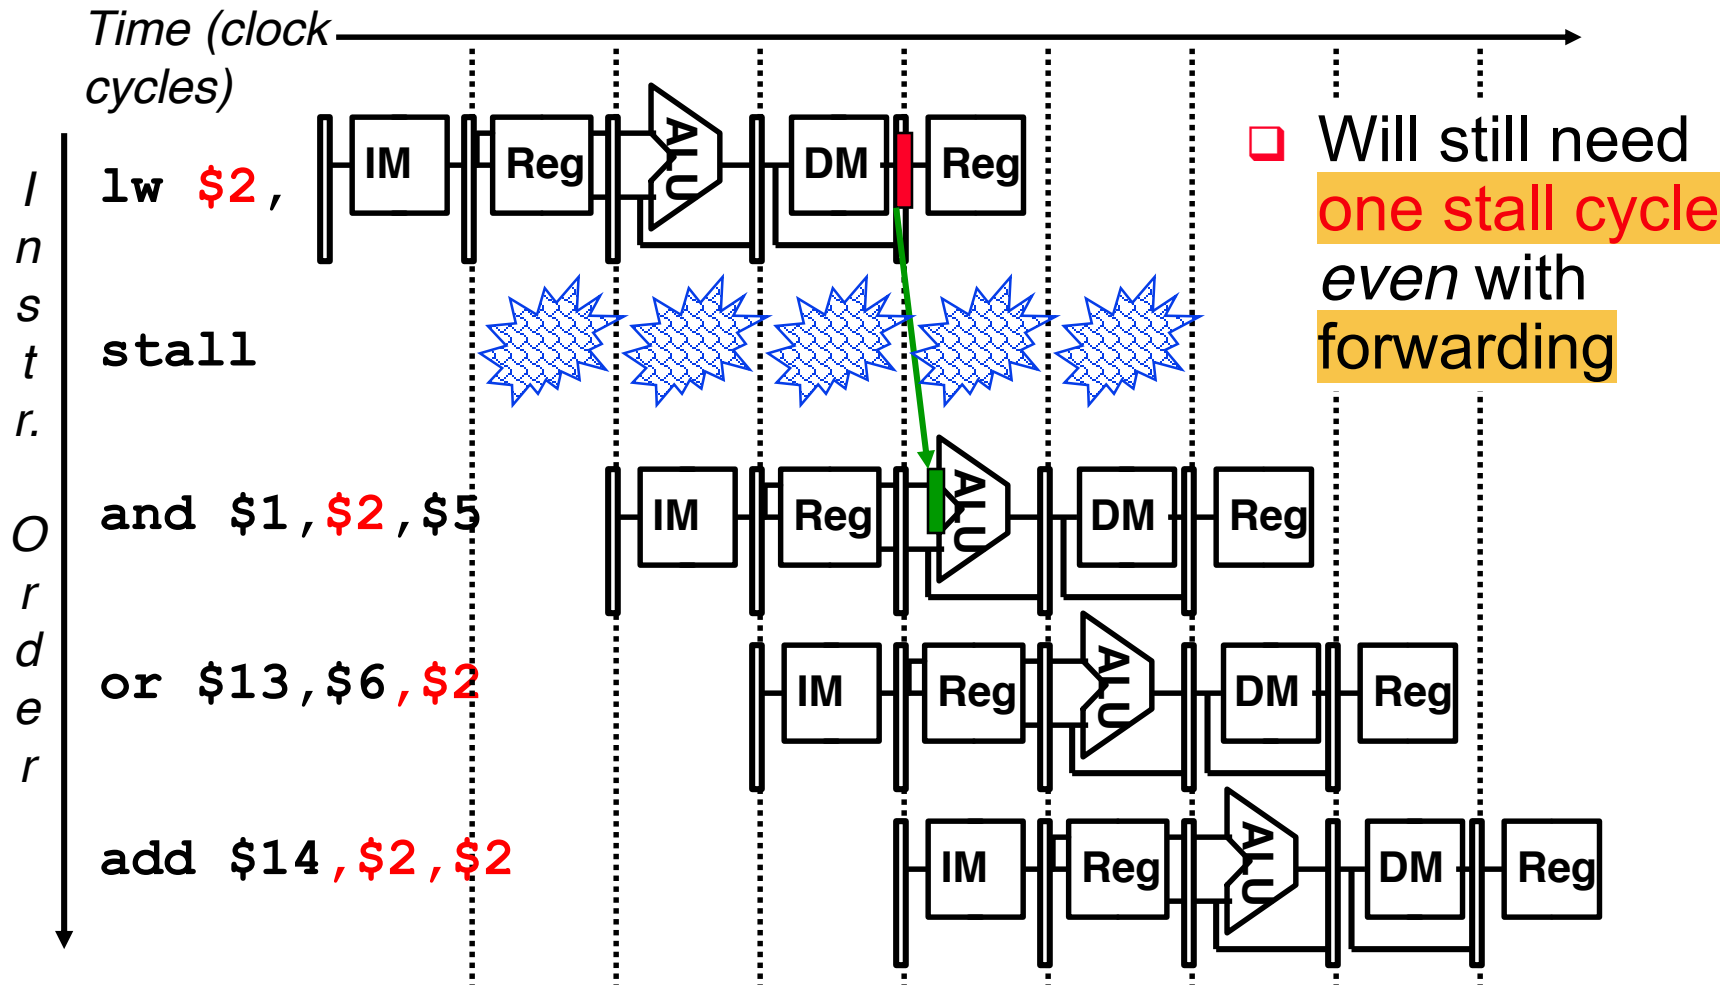 Time (clock
cycles)
Instr. Order
lw $2,
IM Reg ALU DM Reg
❑ Will still need
one stall cycle
even with
forwarding
stall
and $1,$2,$5
IM Reg ALU DM Reg
or $13,$6,$2
IM Reg ALU DM Reg
add $14,$2,$2
IM Reg ALU DM Reg